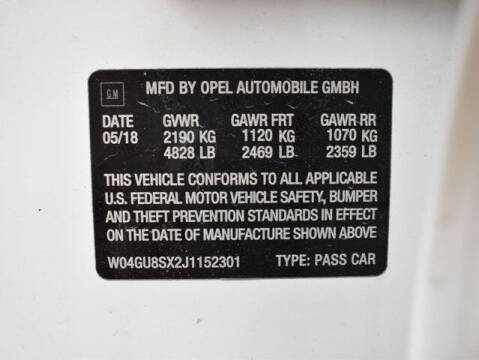 GM MFD BY OPEL AUTOMOBILE GMBH
DATE GVWR GAWR FRT GAWR RR
05/18 2190 KG 1120 KG 1070 KG
4828 LB 2469 LB 2359 LB
THIS VEHICLE CONFORMS TO ALL APPLICABLE
U.S. FEDERAL MOTOR VEHICLE SAFETY, BUMPER
AND THEFT PREVENTION STANDARDS IN EFFECT
ON THE DATE OF MANUFACTURE SHOWN ABOVE
W04GU8SX2J1152301 TYPE: PASS CAR